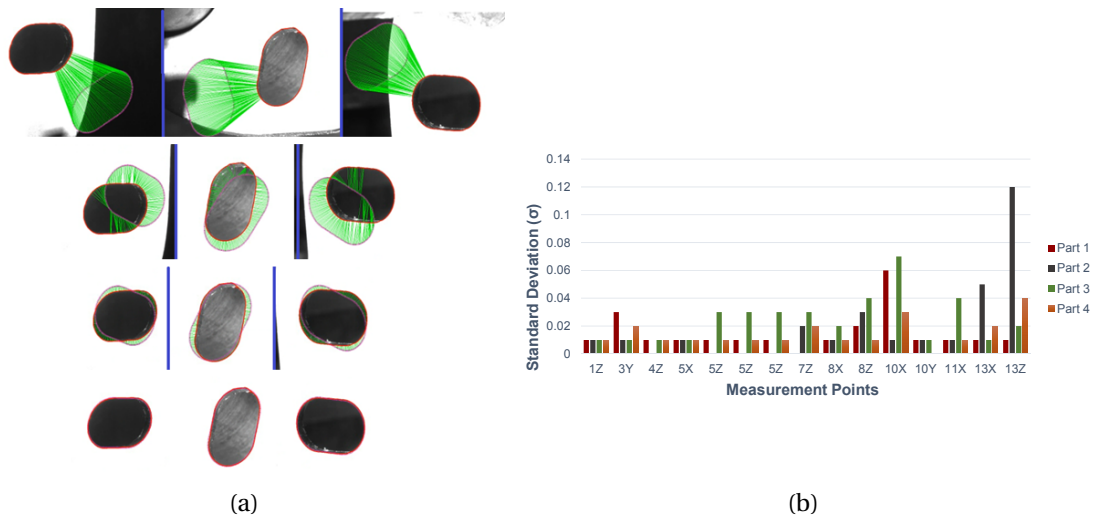 0.14
0.12
0.1
0.08
0.06
0.04
0.02
0
Standard Deviation (σ)
1Z 3Y 4Z 5X 5Z 5Z 5Z 7Z 8X 8Z 10X 10Y 11X 13X 13Z
Measurement Points
Part 1
Part 2
Part 3
Part 4
(a)
(b)